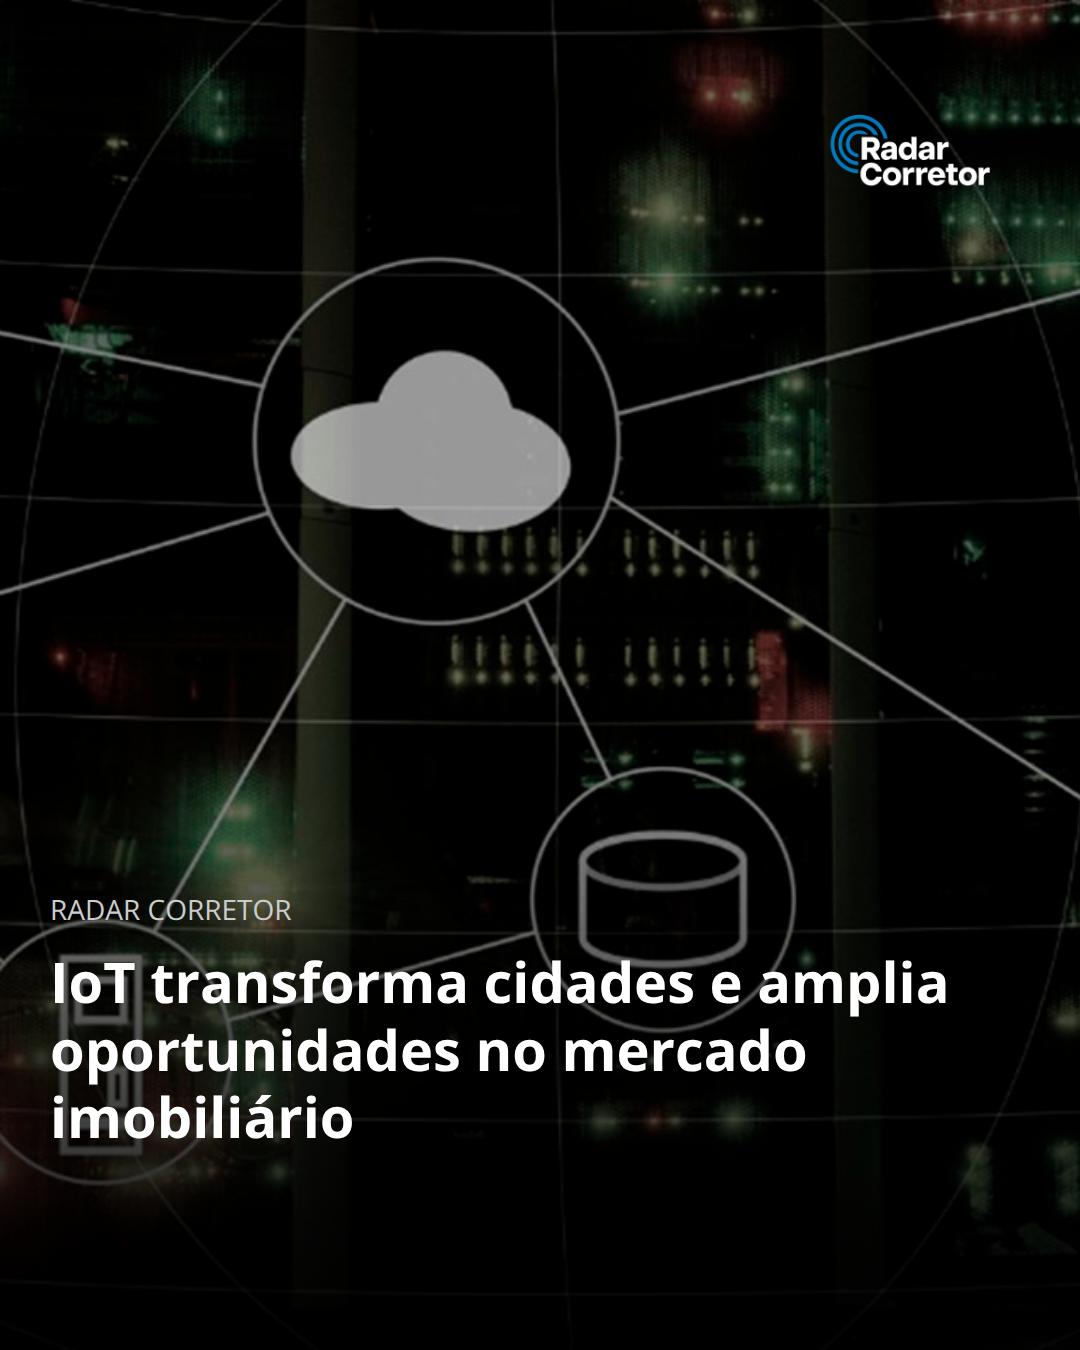 Radar
Corretor
RADAR CORRETOR
IoT transforma cidades e amplia
oportunidades no mercado
imobiliário